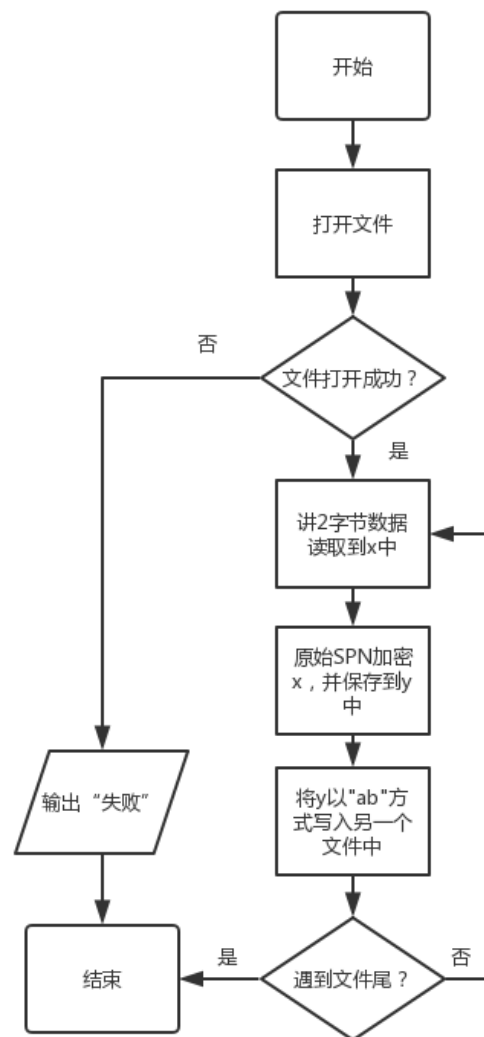 开始
打开文件
否
文件打开成功？
是
讲2字节数据
读取到x中
原始SPN加密
x，并保存到y
中
输出“失败”
将y以"ab"方
式写入另一个
文件中
结束
是
遇到文件尾？
否